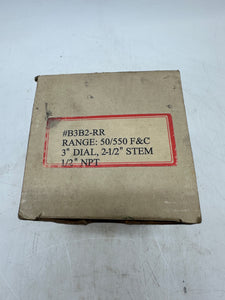 #B3B2-RR
RANGE: 50/550 F&C
3" DIAL, 2-1/2" STEM
1/2" NPT